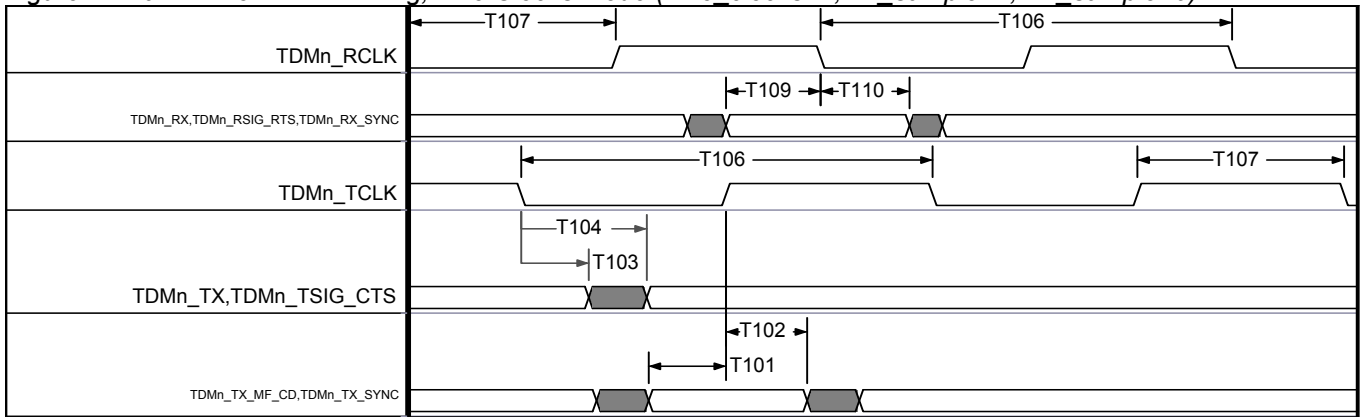 T107
T106
TDMn_RCLK
T109
T110
TDMn_RX,TDMn_RSIG_RTS,TDMn_RX_SYNC
T106
T107
TDMn_TCLK
T104
T103
TDMn_TX,TDMn_TSIG_CTS
T102
T101
TDMn_TX_MF_CD,TDMn_TX_SYNC